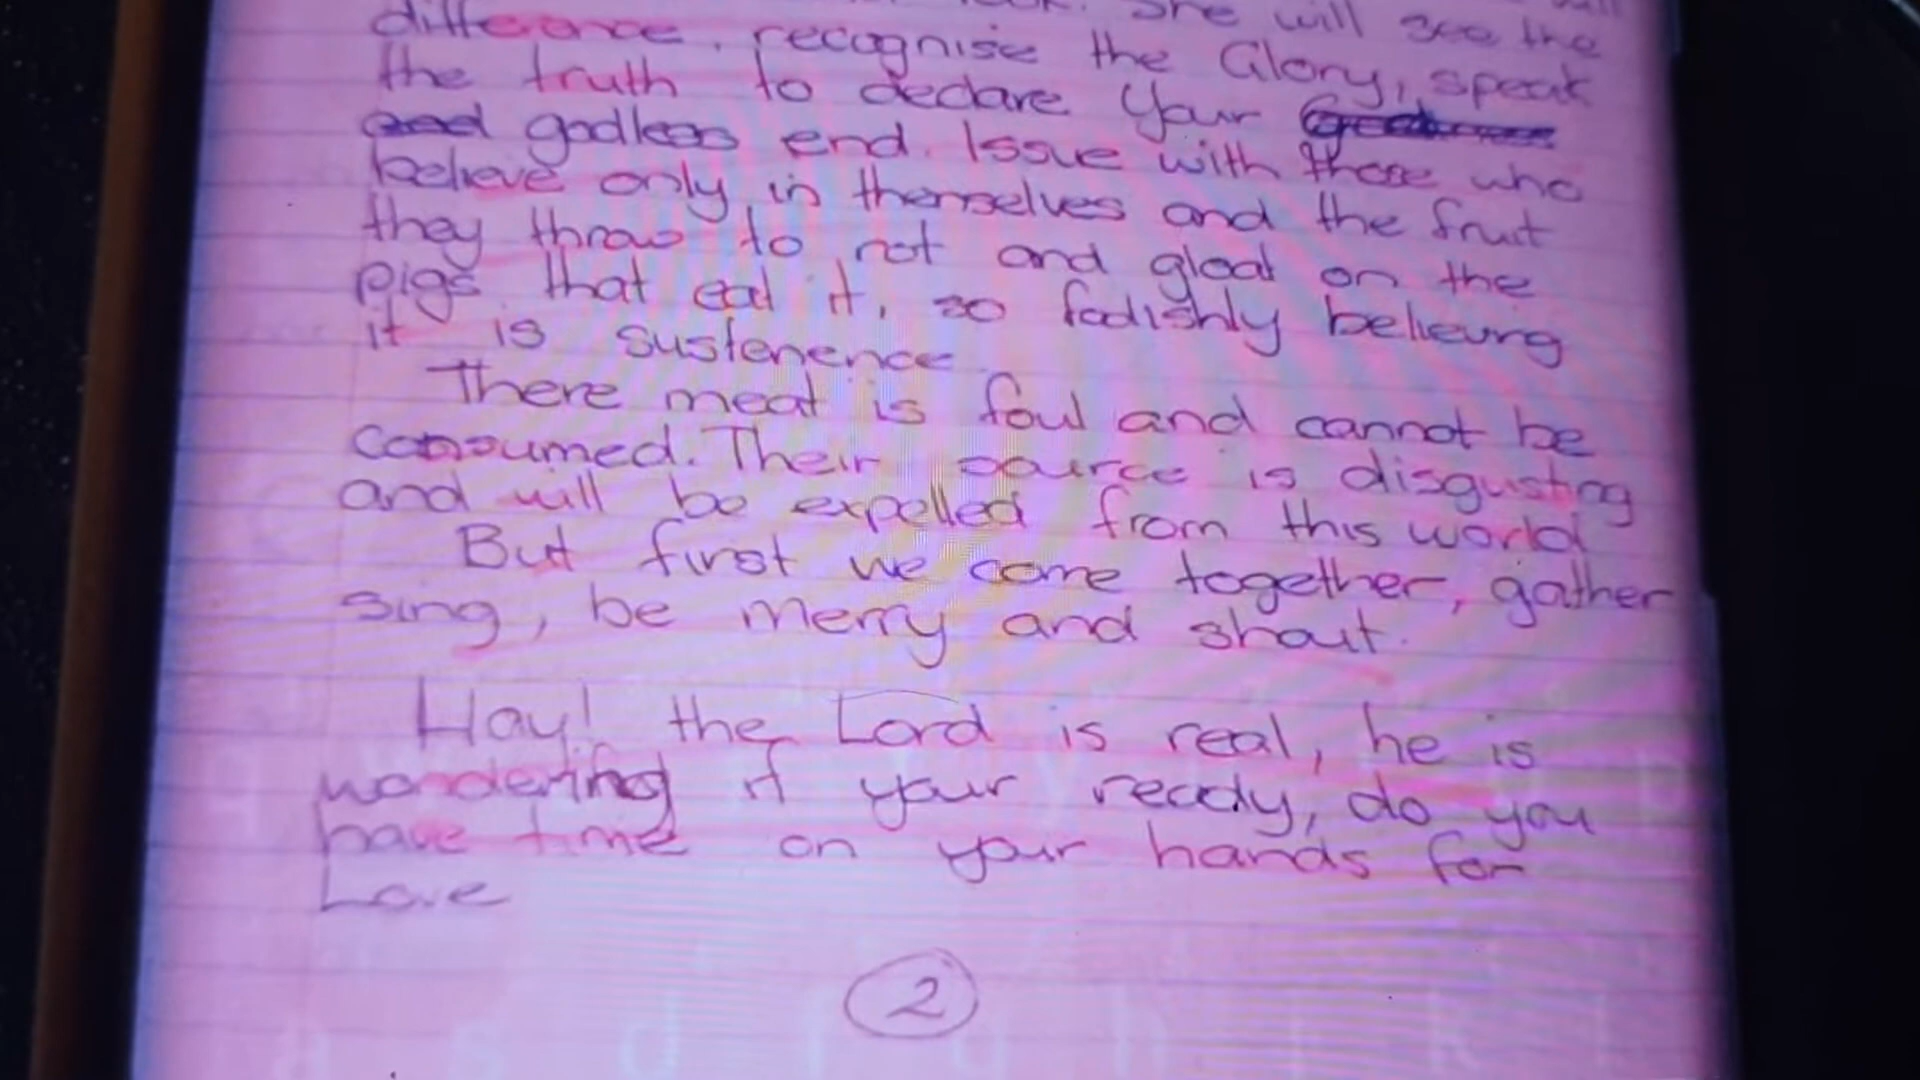 She will see the
difference, recognise the Glory, speak
the truth to declare Your
godless end. Issue with those who
believe only in themselves and the fruit
they throw to rot and gloat on the
pigs that eat it, so foolishly believing
it is sustenence
There meat is foul and cannot be
consumed. Their source is disgusting
and will be expelled from this world
But first we come together, gather
sing, be merry and shout.
Hay! the Lord is real, he is
wondering if your ready, do you
have time on your hands for
Love
2